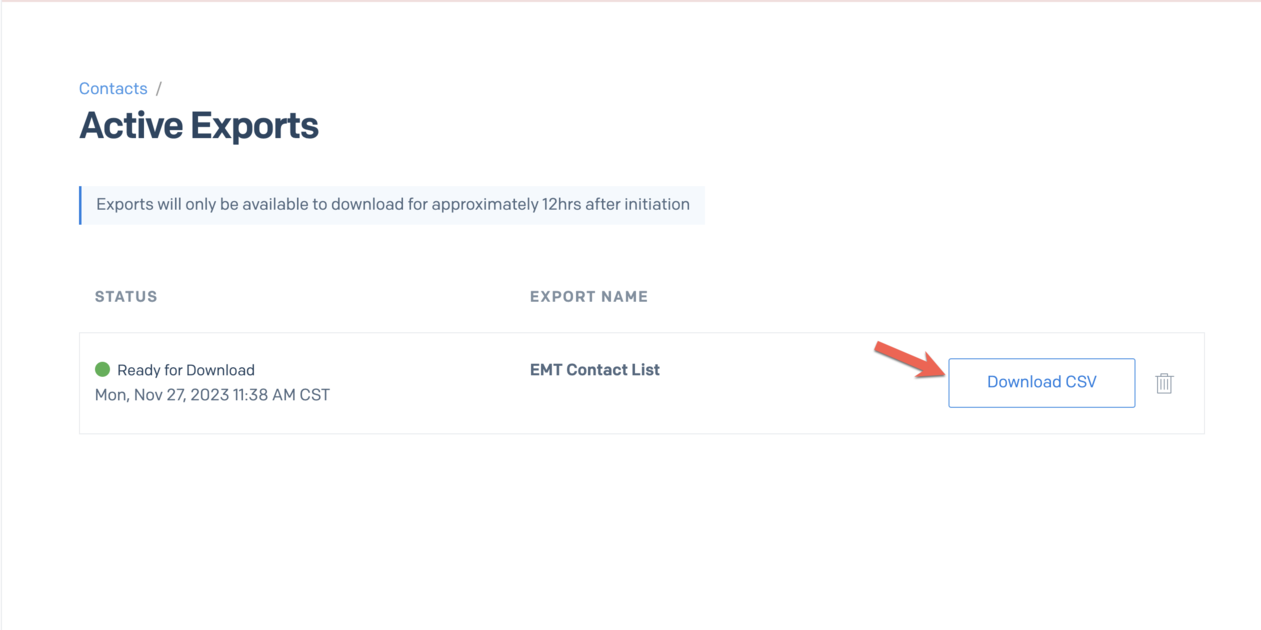 Contacts /
Active Exports
Exports will only be available to download for approximately 12hrs after initiation
STATUS
EXPORT NAME
Ready for Download
Mon, Nov 27, 2023 11:38 AM CST
EMT Contact List
Download CSV